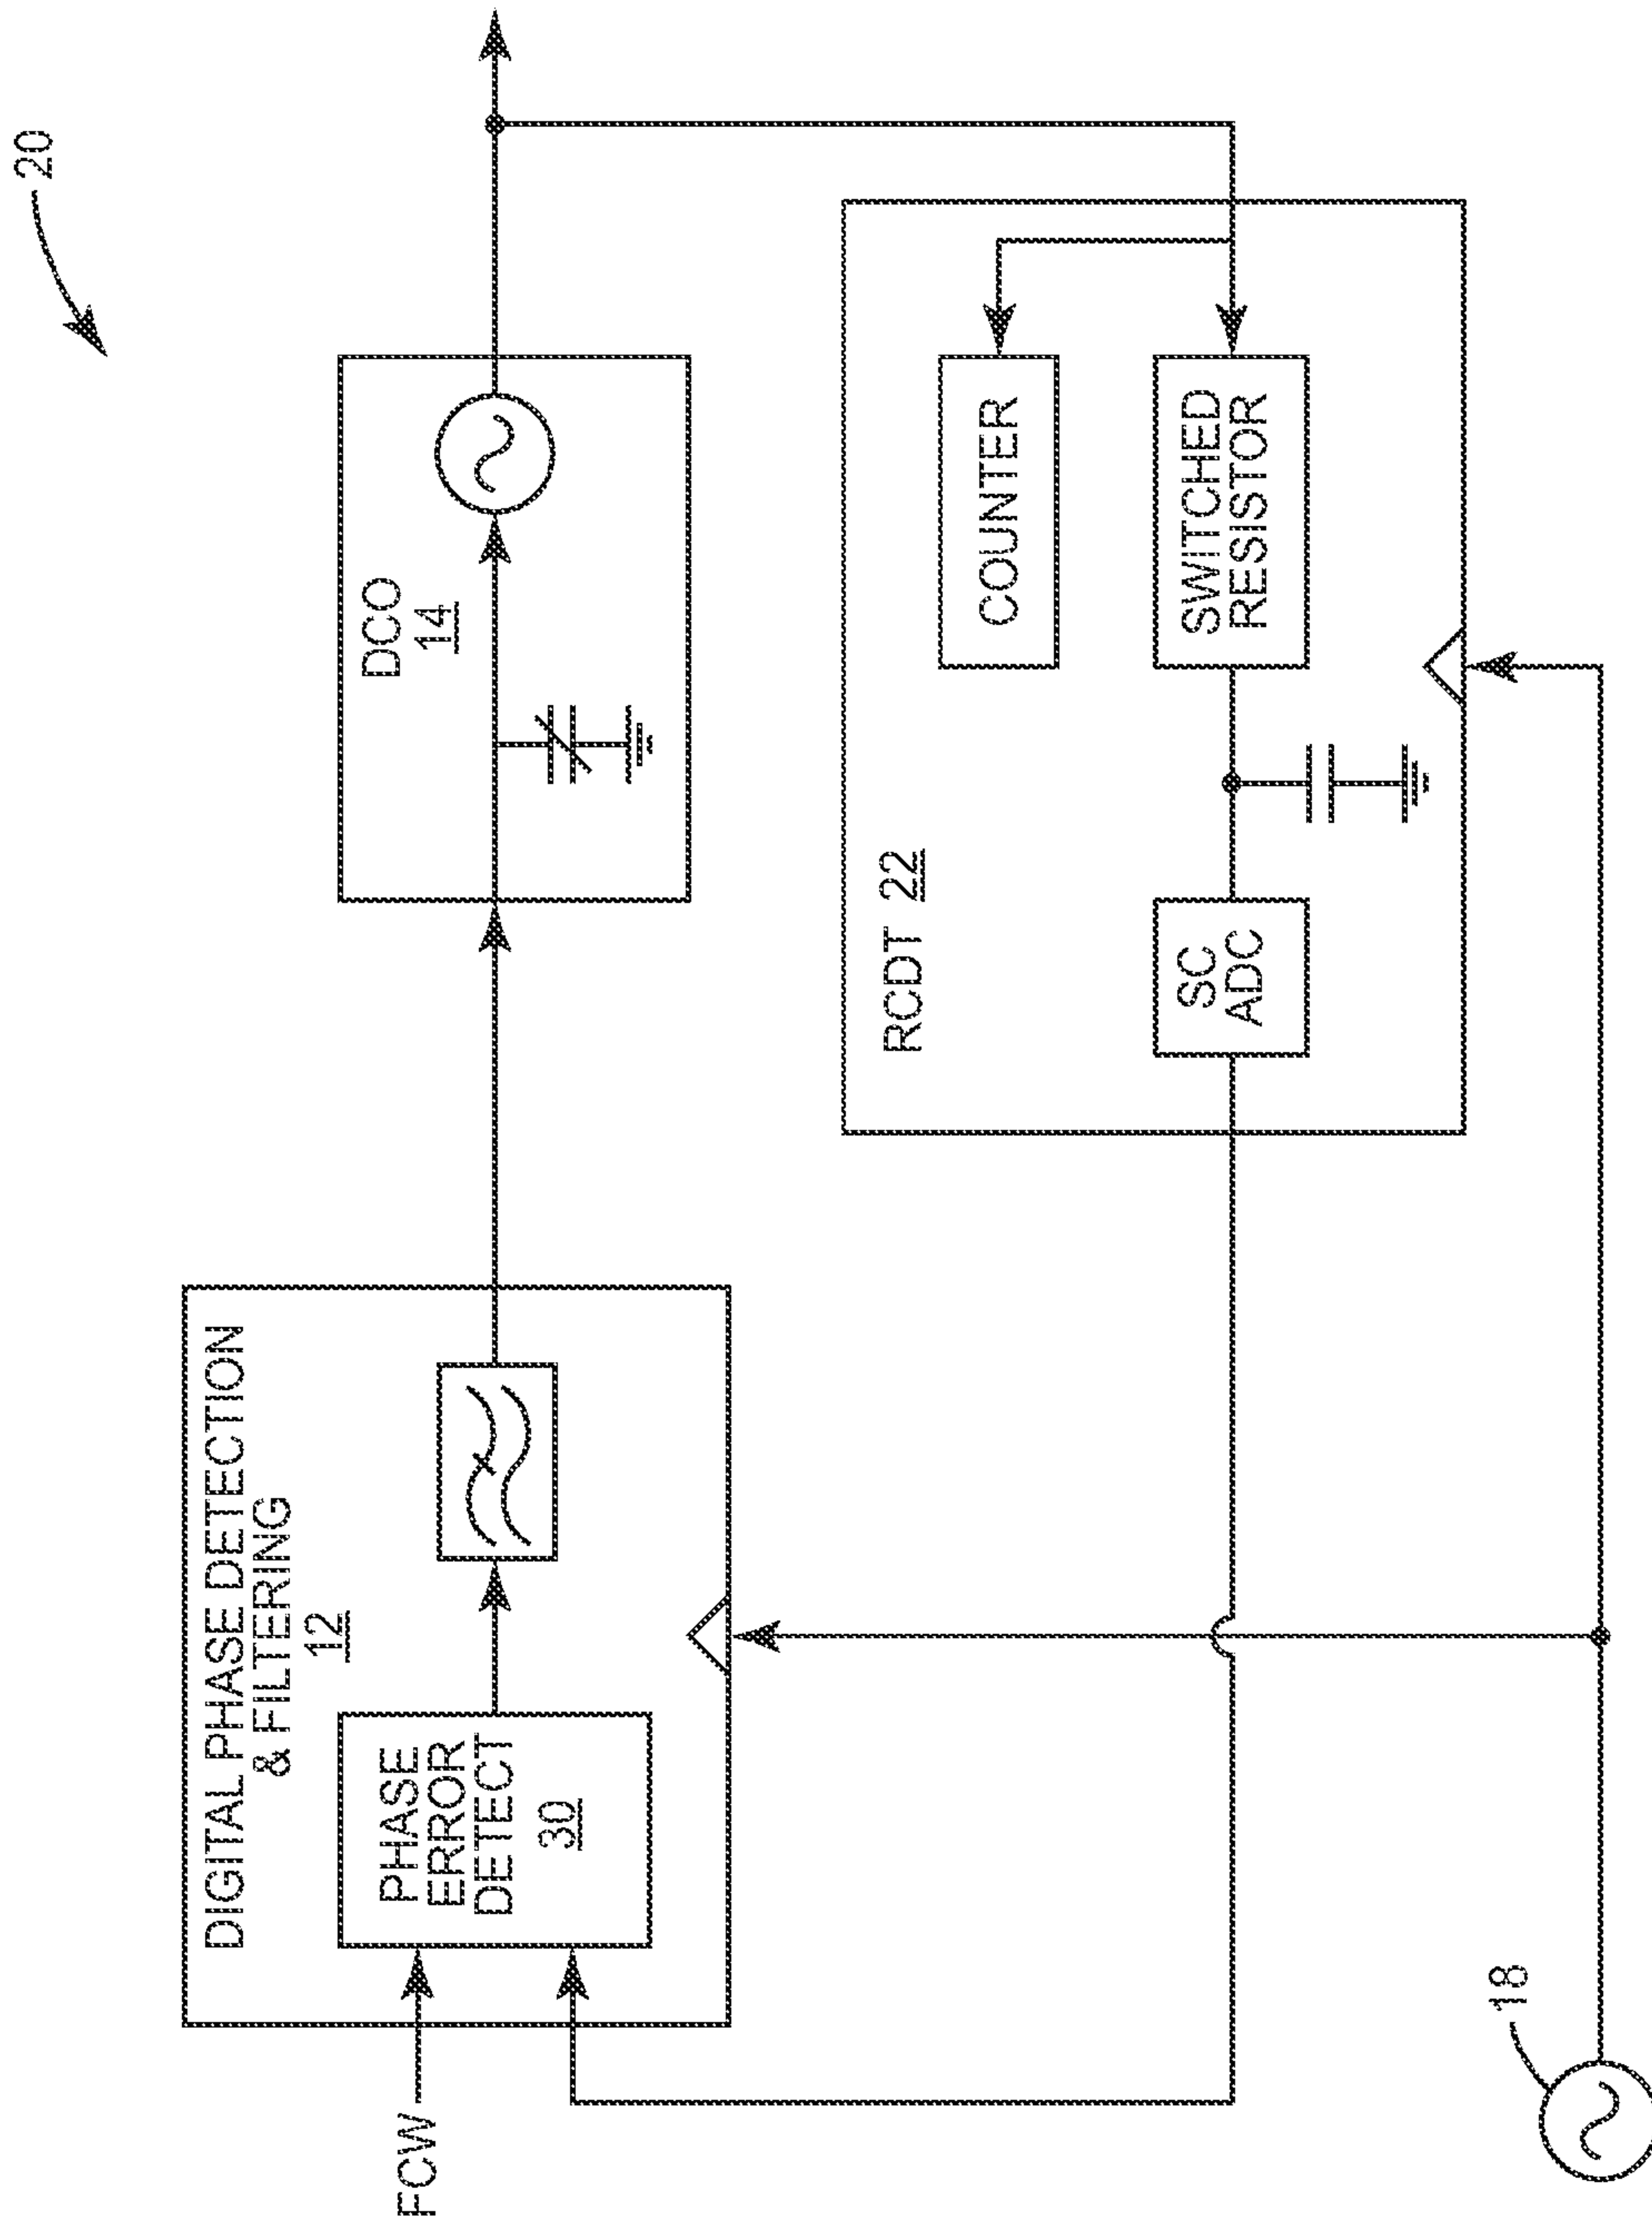 20
DIGITAL PHASE DETECTION
& FILTERING
12
FCW
PHASE
ERROR
DETECT
30
DCO
14
RCDT 22
COUNTER
SC
ADC
SWITCHED
RESISTOR
18